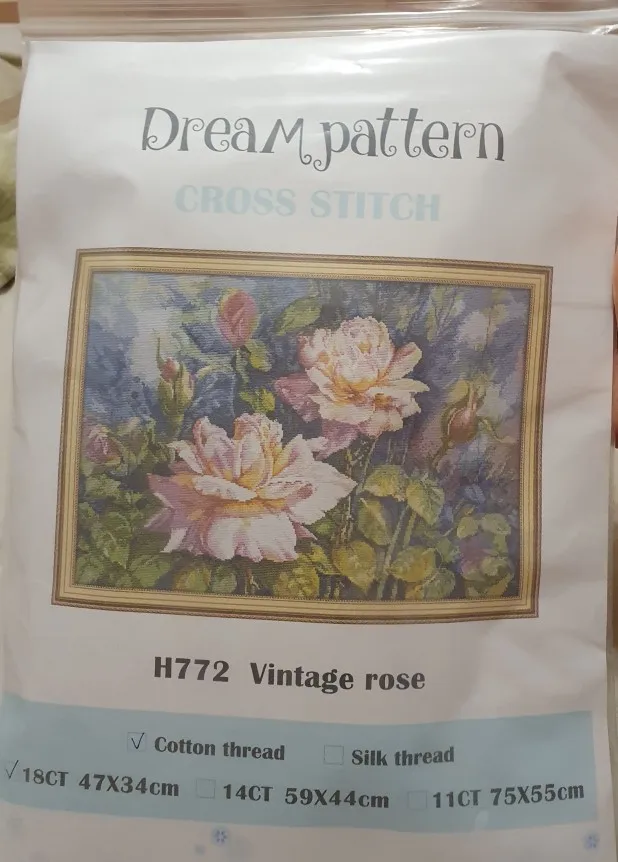 Dream pattern
CROSS STITCH
H772 Vintage rose
✓ Cotton thread ☐ Silk thread
✓ 18CT 47X34cm ☐ 14CT 59X44cm ☐ 11CT 75X55cm